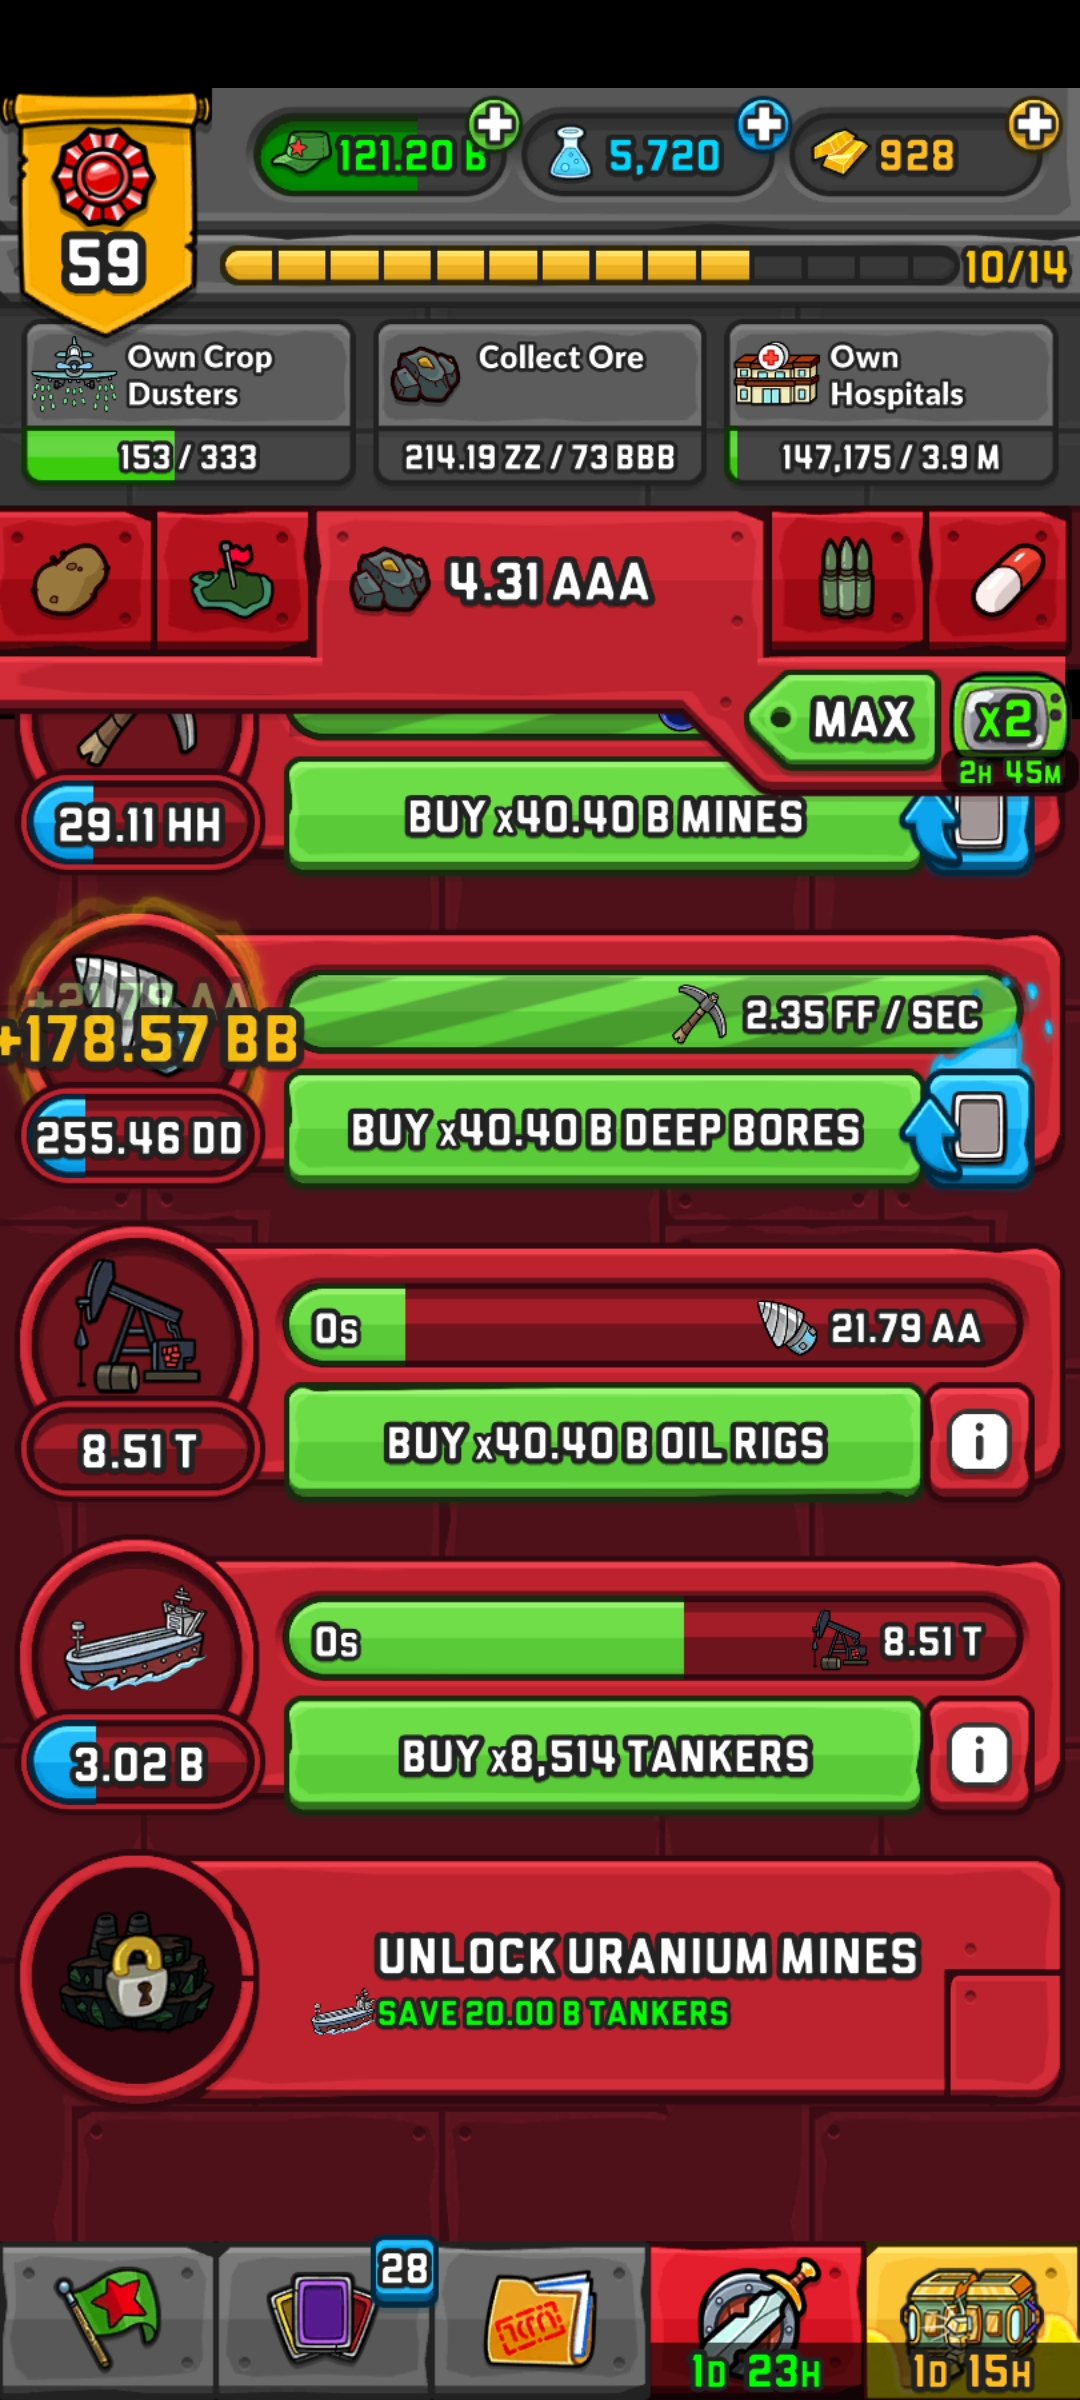 121.20 B
5,720
928
59
10/14
Own Crop
Dusters
153 / 333
Collect Ore
214.19 ZZ / 73 BBB
Own
Hospitals
147,175 / 3.9 M
4.31 AAA
MAX
x2
2H 45M
29.11 HH
BUY x40.40 B MINES
+21.79 AA
+178.57 BB
2.35 FF / SEC
255.46 DD
BUY x40.40 B DEEP BORES
0s
21.79 AA
8.51 T
BUY x40.40 B OIL RIGS
i
0s
8.51 T
3.02 B
BUY x8,514 TANKERS
i
UNLOCK URANIUM MINES
SAVE 20.00 B TANKERS
28
1D 23H
1D 15H